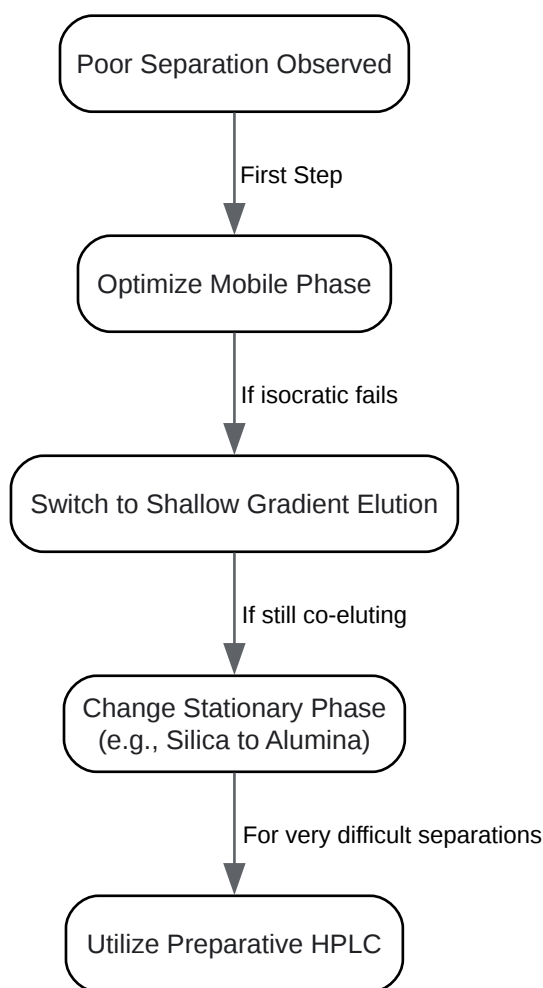 Poor Separation Observed
First Step
Optimize Mobile Phase
If isocratic fails
Switch to Shallow Gradient Elution
If still co-eluting
Change Stationary Phase
(e.g., Silica to Alumina)
For very difficult separations
Utilize Preparative HPLC